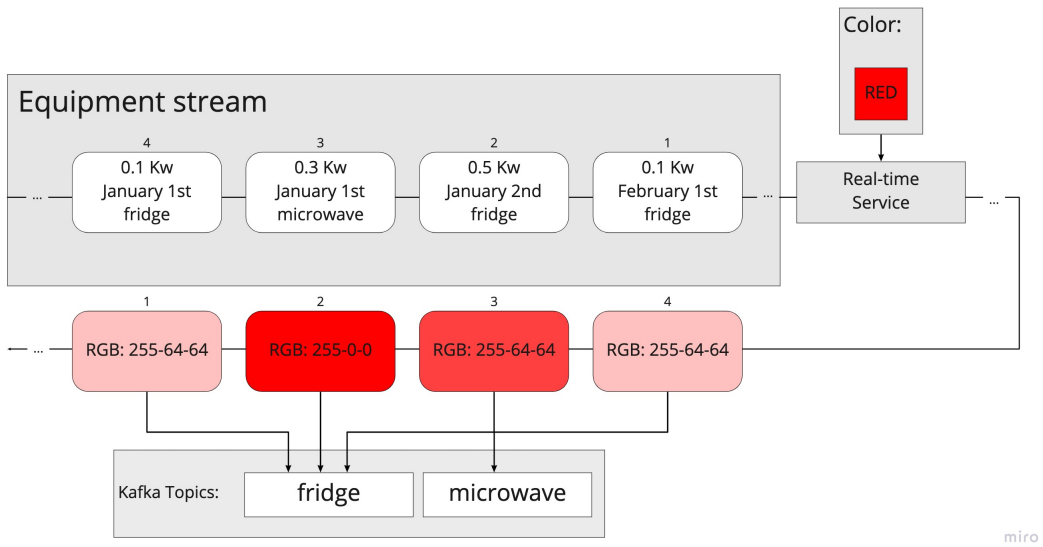 Color:
RED
Equipment stream
4
3
2
1
0.1 Kw
January 1st
fridge
0.3 Kw
January 1st
microwave
0.5 Kw
January 2nd
fridge
0.1 Kw
February 1st
fridge
...
...
Real-time
Service
...
1
2
3
4
...
RGB: 255-64-64
RGB: 255-0-0
RGB: 255-64-64
RGB: 255-64-64
Kafka Topics:
fridge
microwave
miro